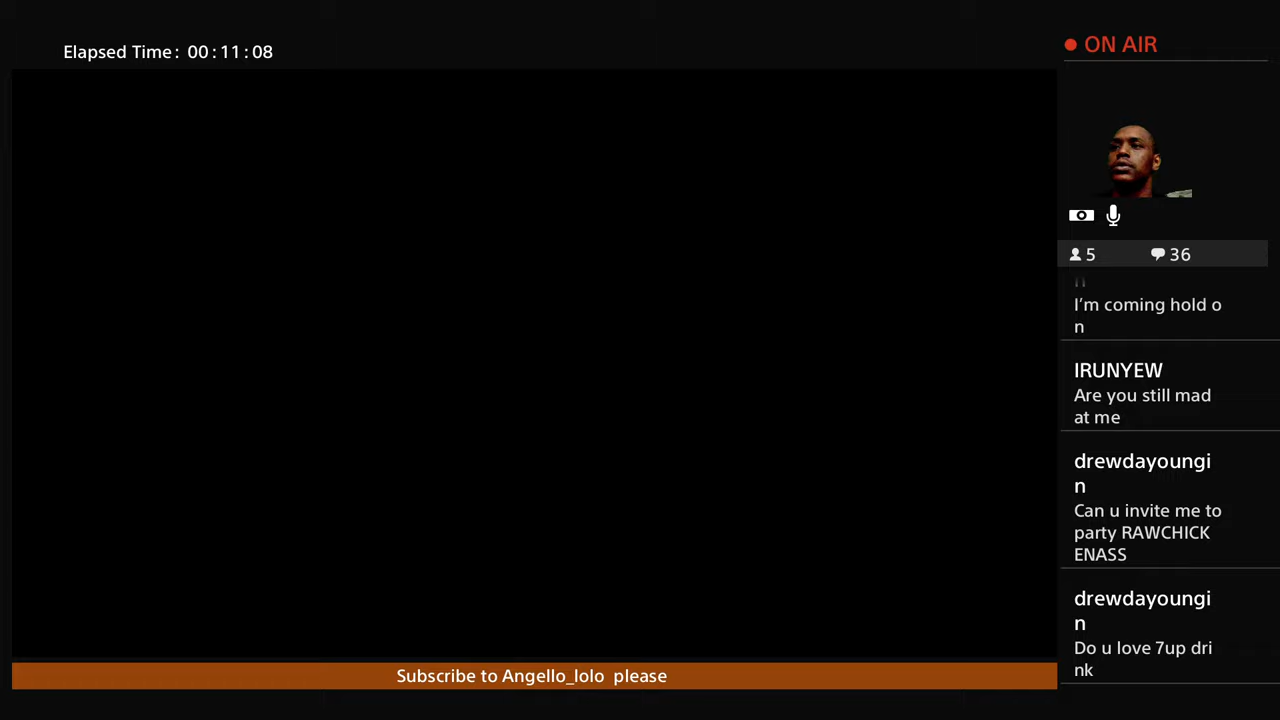 Elapsed Time: 00:11:08
ON AIR
5
36
I'm coming hold o
n
IRUNYEW
Are you still mad
at me
drewdayoungi
n
Can u invite me to
party RAWCHICK
ENASS
drewdayoungi
n
Do u love 7up dri
nk
Subscribe to Angello_lolo please